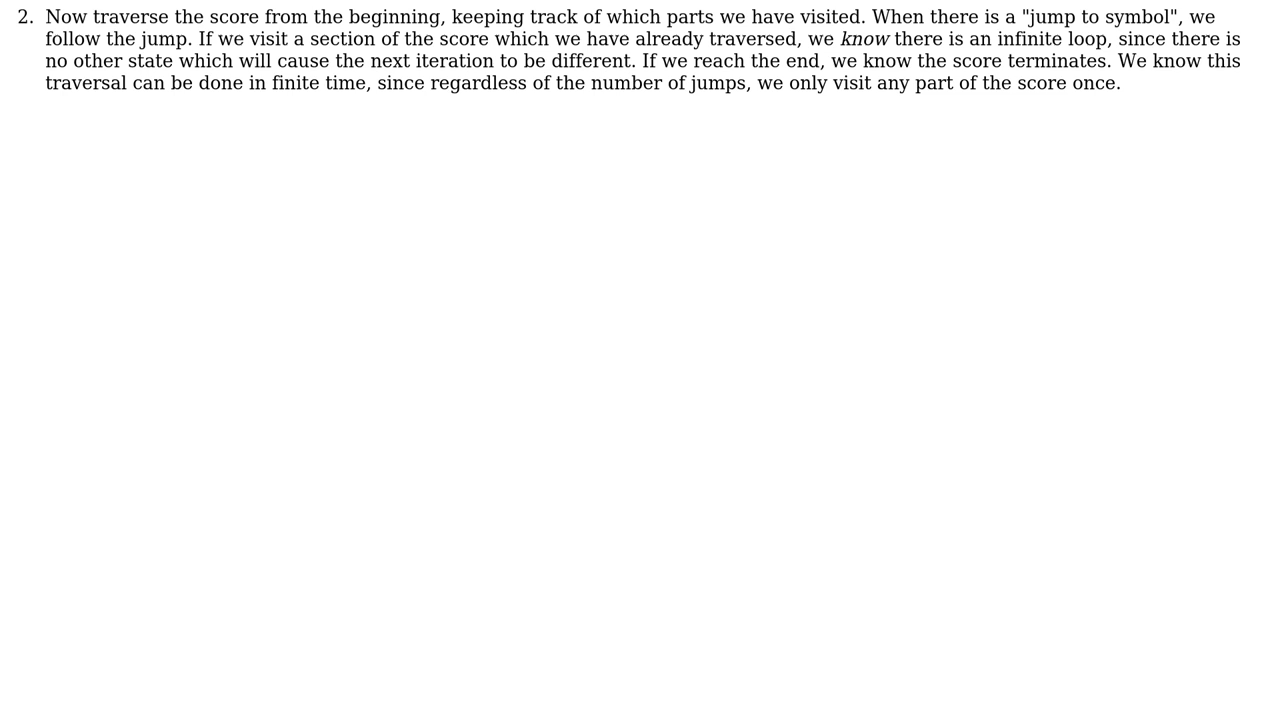 2. Now traverse the score from the beginning, keeping track of which parts we have visited. When there is a "jump to symbol", we
follow the jump. If we visit a section of the score which we have already traversed, we know there is an infinite loop, since there is
no other state which will cause the next iteration to be different. If we reach the end, we know the score terminates. We know this
traversal can be done in finite time, since regardless of the number of jumps, we only visit any part of the score once.